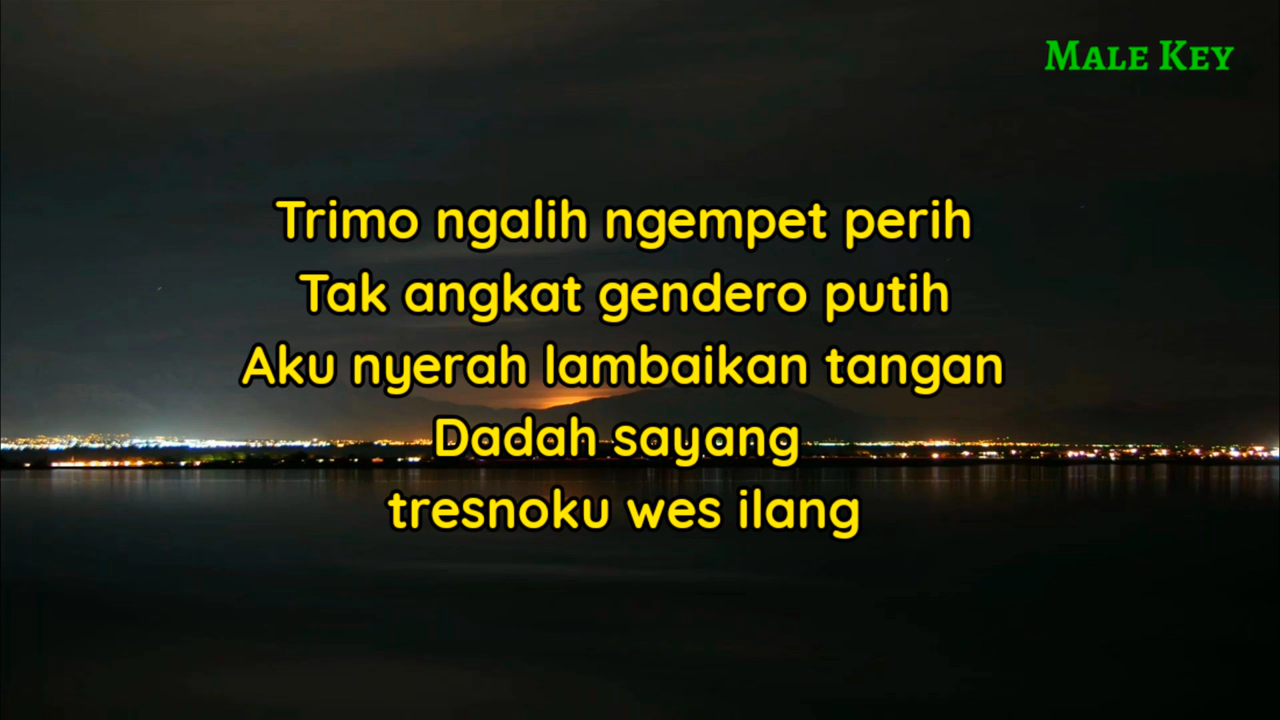 Male Key
Trimo ngalih ngempet perih
Tak angkat gendero putih
Aku nyerah lambaikan tangan
Dadah sayang
tresnoku wes ilang